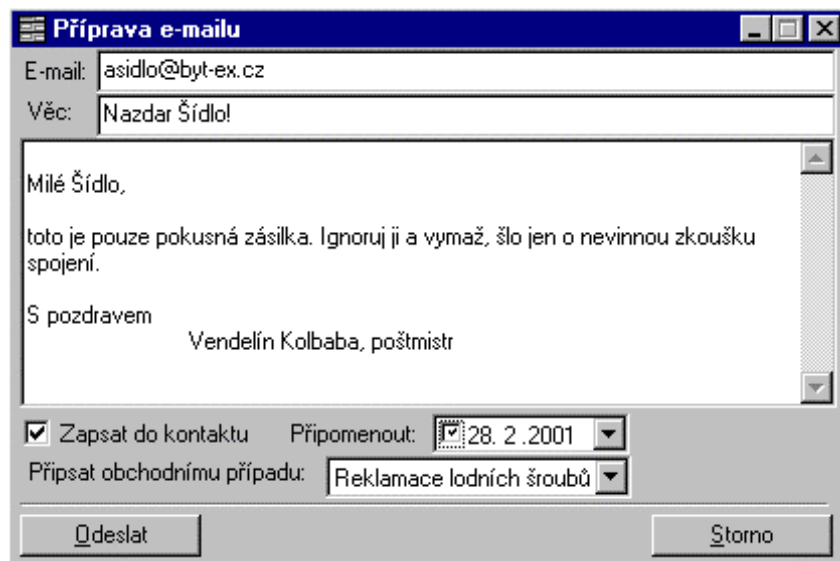 Příprava e-mailu
E-mail: asidlo@byt-ex.cz
Věc: Nazdar Šídlo!
Milé Šídlo,
toto je pouze pokusná zásilka. Ignoruj ji a vymaž, šlo jen o nevinnou zkoušku
spojení.
S pozdravem
Vendelín Kolbaba, poštmistr
Zapsat do kontaktu Připomenout: 28. 2 .2001
Připsat obchodnímu případu: Reklamace lodních šroubů
Odeslat Storno